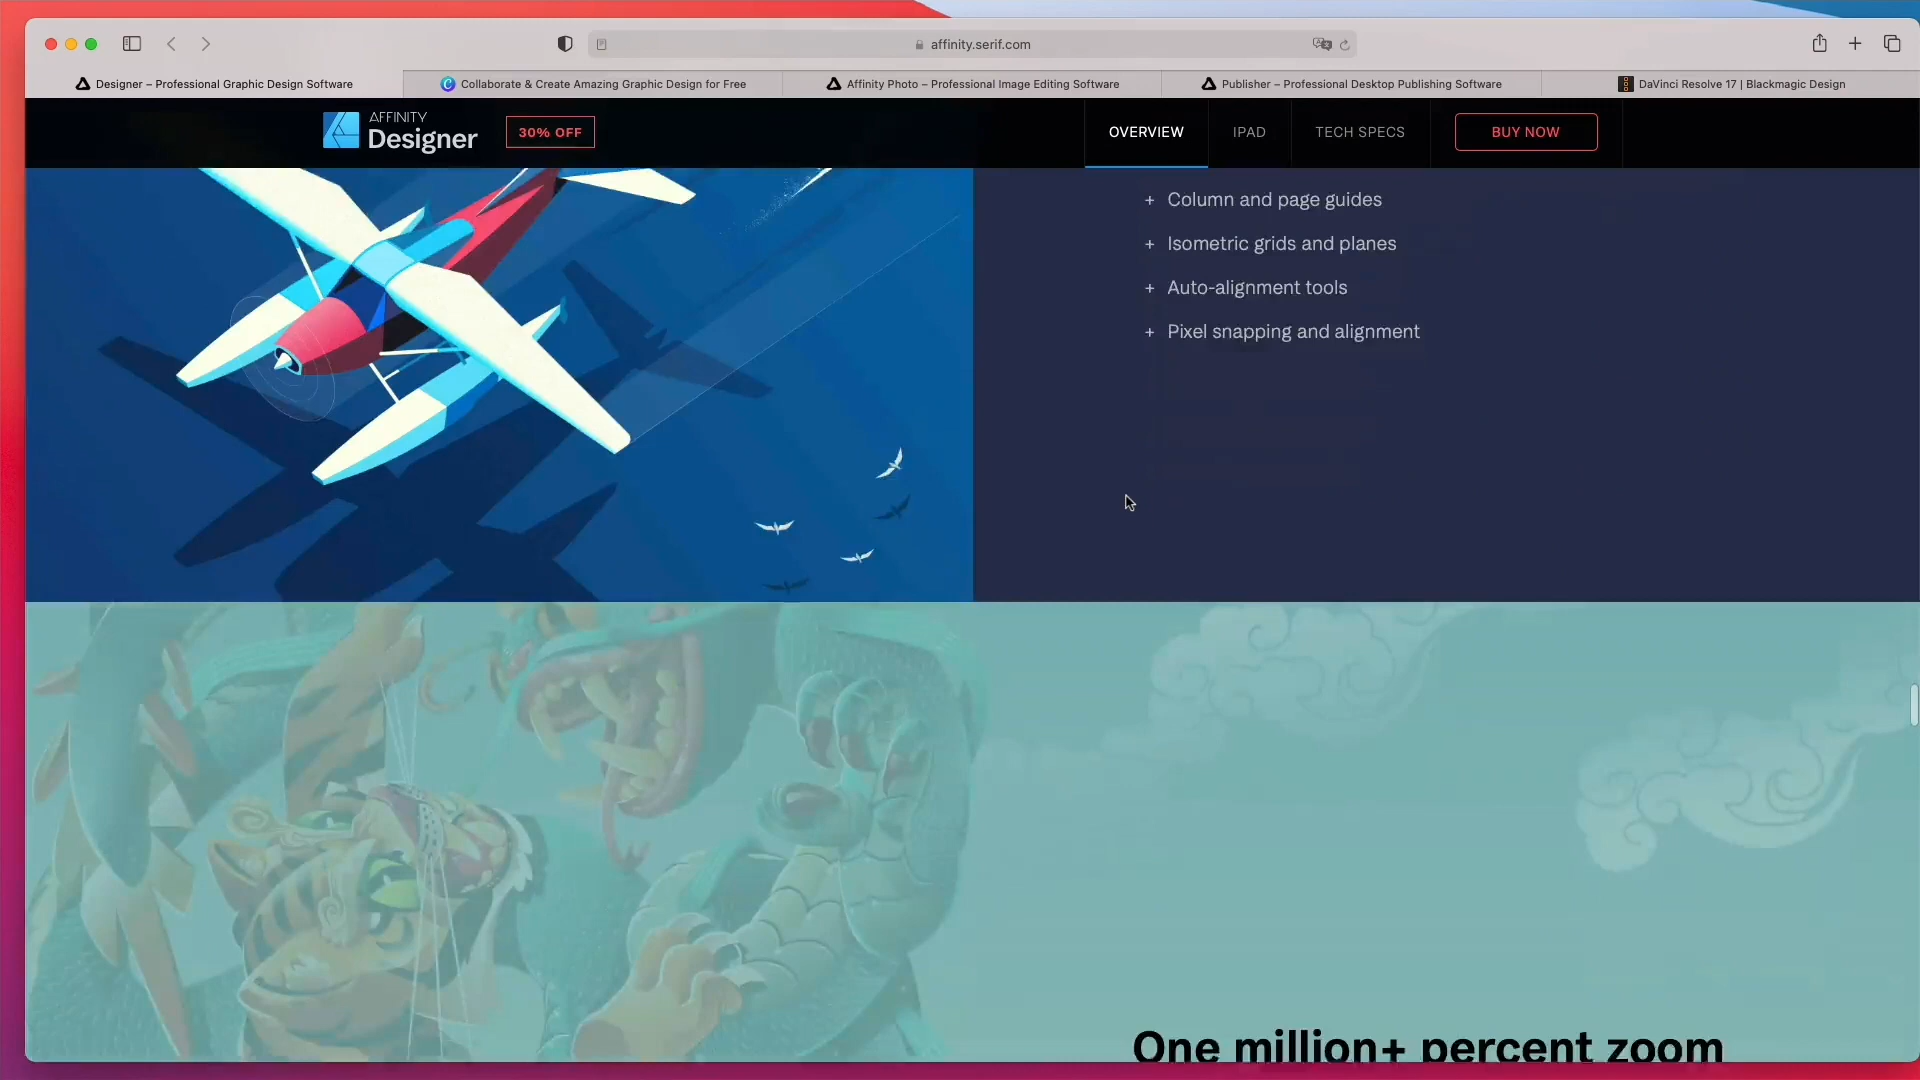 affinity.serif.com
Designer – Professional Graphic Design Software
Collaborate & Create Amazing Graphic Design for Free
Affinity Photo – Professional Image Editing Software
Publisher – Professional Desktop Publishing Software
DaVinci Resolve 17 | Blackmagic Design
AFFINITY
Designer
30% OFF
OVERVIEW
IPAD
TECH SPECS
BUY NOW
+ Column and page guides
+ Isometric grids and planes
+ Auto-alignment tools
+ Pixel snapping and alignment
One million+ percent zoom